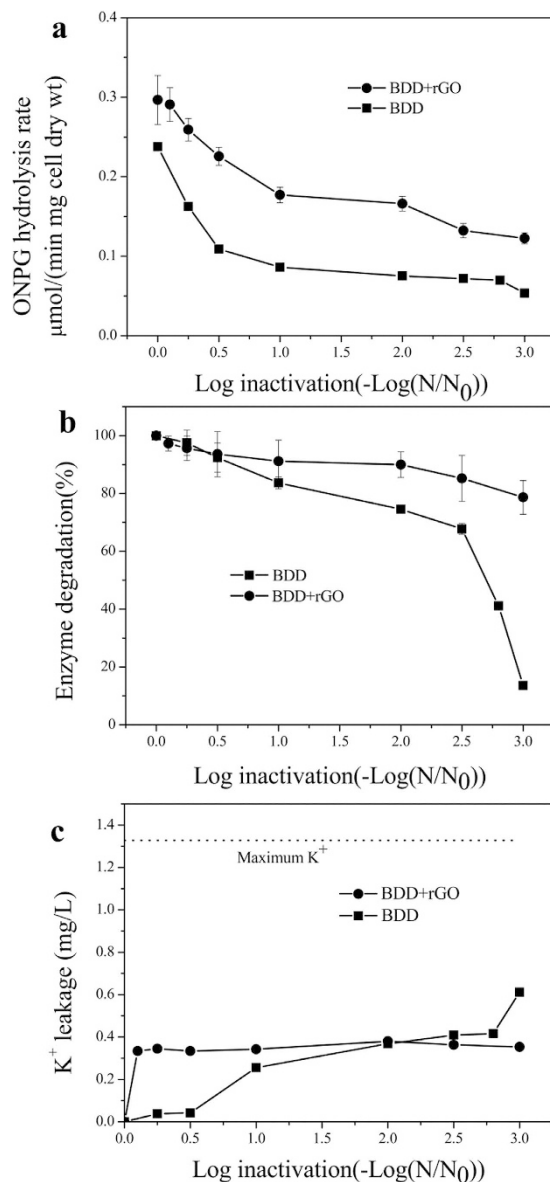 a
0.4
0.3
0.2
0.1
0.0
ONPG hydrolysis rate
μmol/(min mg cell dry wt)
BDD+rGO
BDD
0.0 0.5 1.0 1.5 2.0 2.5 3.0
Log inactivation(-Log(N/N0))
b
100
80
60
40
20
0
Enzyme degradation(%)
BDD
BDD+rGO
0.0 0.5 1.0 1.5 2.0 2.5 3.0
Log inactivation(-Log(N/N0))
c
1.4
1.2
1.0
0.8
0.6
0.4
0.2
0.0
K+ leakage (mg/L)
Maximum K+
BDD+rGO
BDD
0.0 0.5 1.0 1.5 2.0 2.5 3.0
Log inactivation(-Log(N/N0))